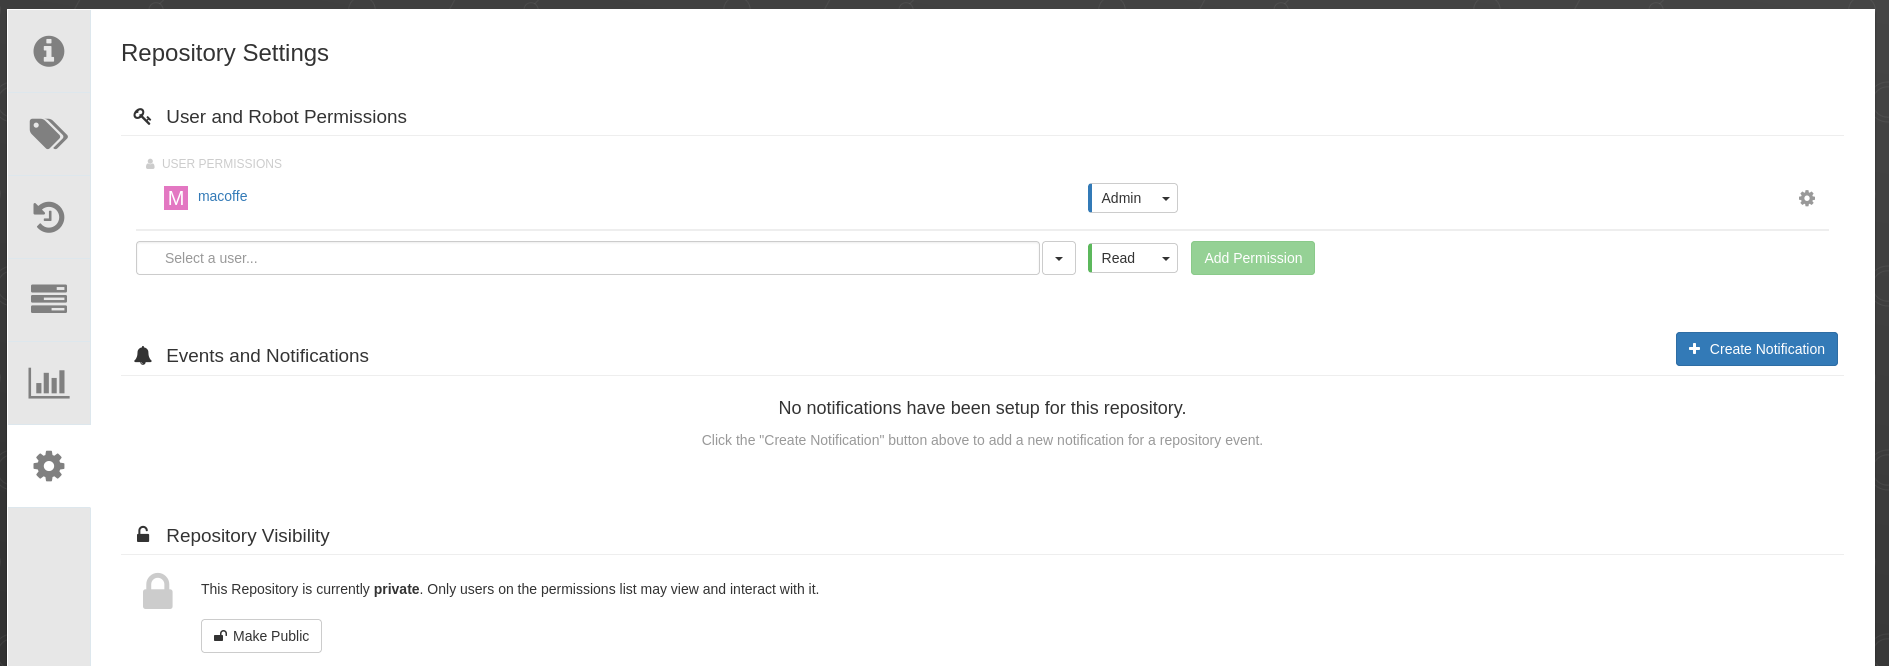 Repository Settings
User and Robot Permissions
USER PERMISSIONS
M macoffe Admin
Select a user... Read Add Permission
Events and Notifications Create Notification
No notifications have been setup for this repository.
Click the "Create Notification" button above to add a new notification for a repository event.
Repository Visibility
This Repository is currently private. Only users on the permissions list may view and interact with it.
Make Public